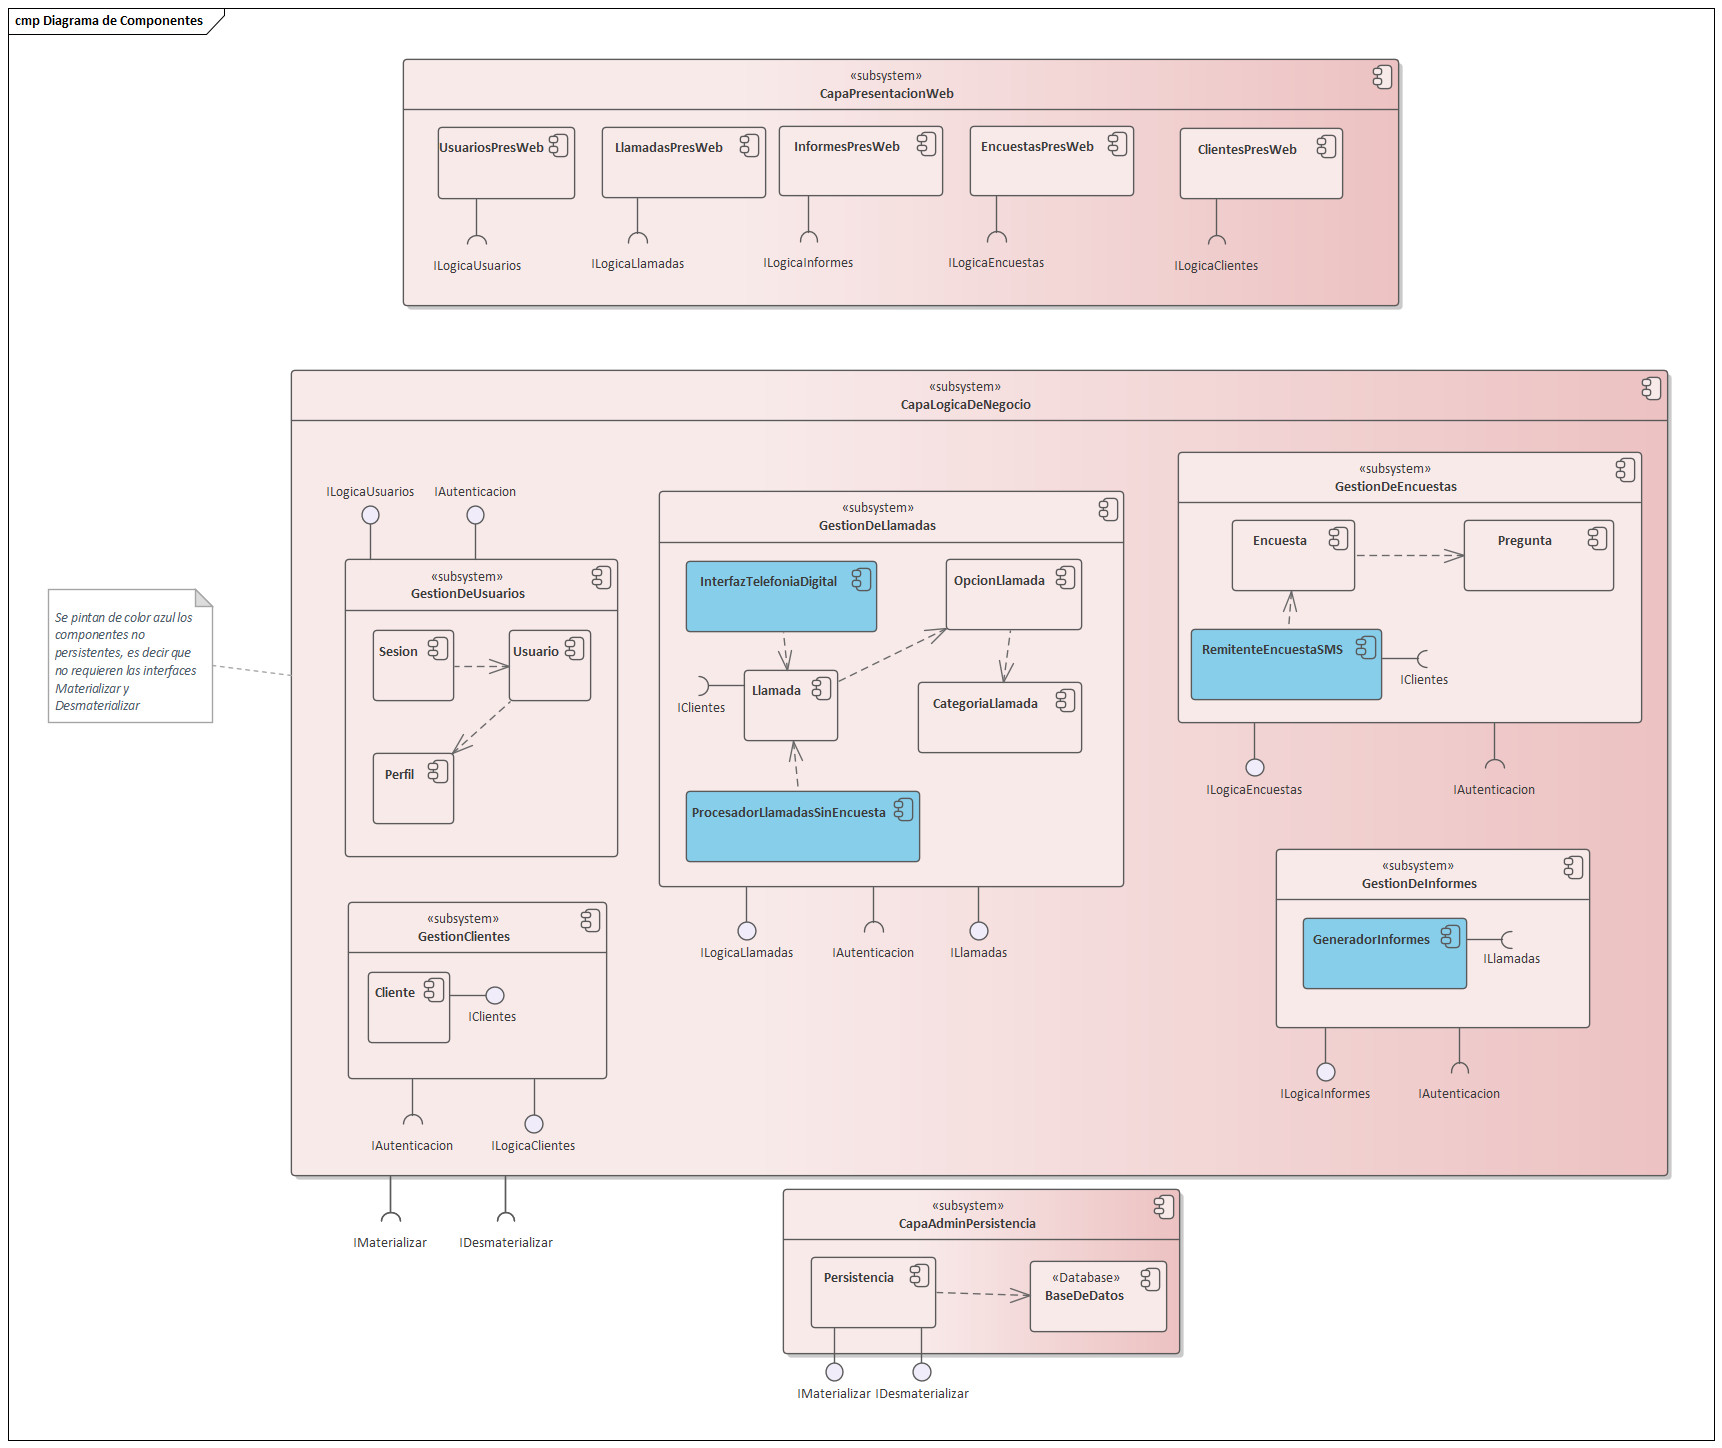 cmp Diagrama de Componentes
«subsystem»
CapaPresentacionWeb
UsuariosPresWeb
LlamadasPresWeb
InformesPresWeb
EncuestasPresWeb
ClientesPresWeb
ILogicaUsuarios
ILogicaLlamadas
ILogicaInformes
ILogicaEncuestas
ILogicaClientes
«subsystem»
CapaLogicaDeNegocio
ILogicaUsuarios
IAutenticacion
«subsystem»
GestionDeUsuarios
Sesion
Usuario
Perfil
Se pintan de color azul los
componentes no
persistentes, es decir que
no requieren las interfaces
Materializar y
Desmaterializar
«subsystem»
GestionDeLlamadas
InterfazTelefoniaDigital
OpcionLlamada
IClientes
Llamada
CategoriaLlamada
ProcesadorLlamadasSinEncuesta
ILogicaLlamadas
IAutenticacion
ILlamadas
«subsystem»
GestionDeEncuestas
Encuesta
Pregunta
RemitenteEncuestaSMS
IClientes
ILogicaEncuestas
IAutenticacion
«subsystem»
GestionDeInformes
GeneradorInformes
ILlamadas
ILogicaInformes
IAutenticacion
«subsystem»
GestionClientes
Cliente
IClientes
IAutenticacion
ILogicaClientes
IMaterializar
IDesmaterializar
«subsystem»
CapaAdminPersistencia
Persistencia
«Database»
BaseDeDatos
IMaterializar
IDesmaterializar